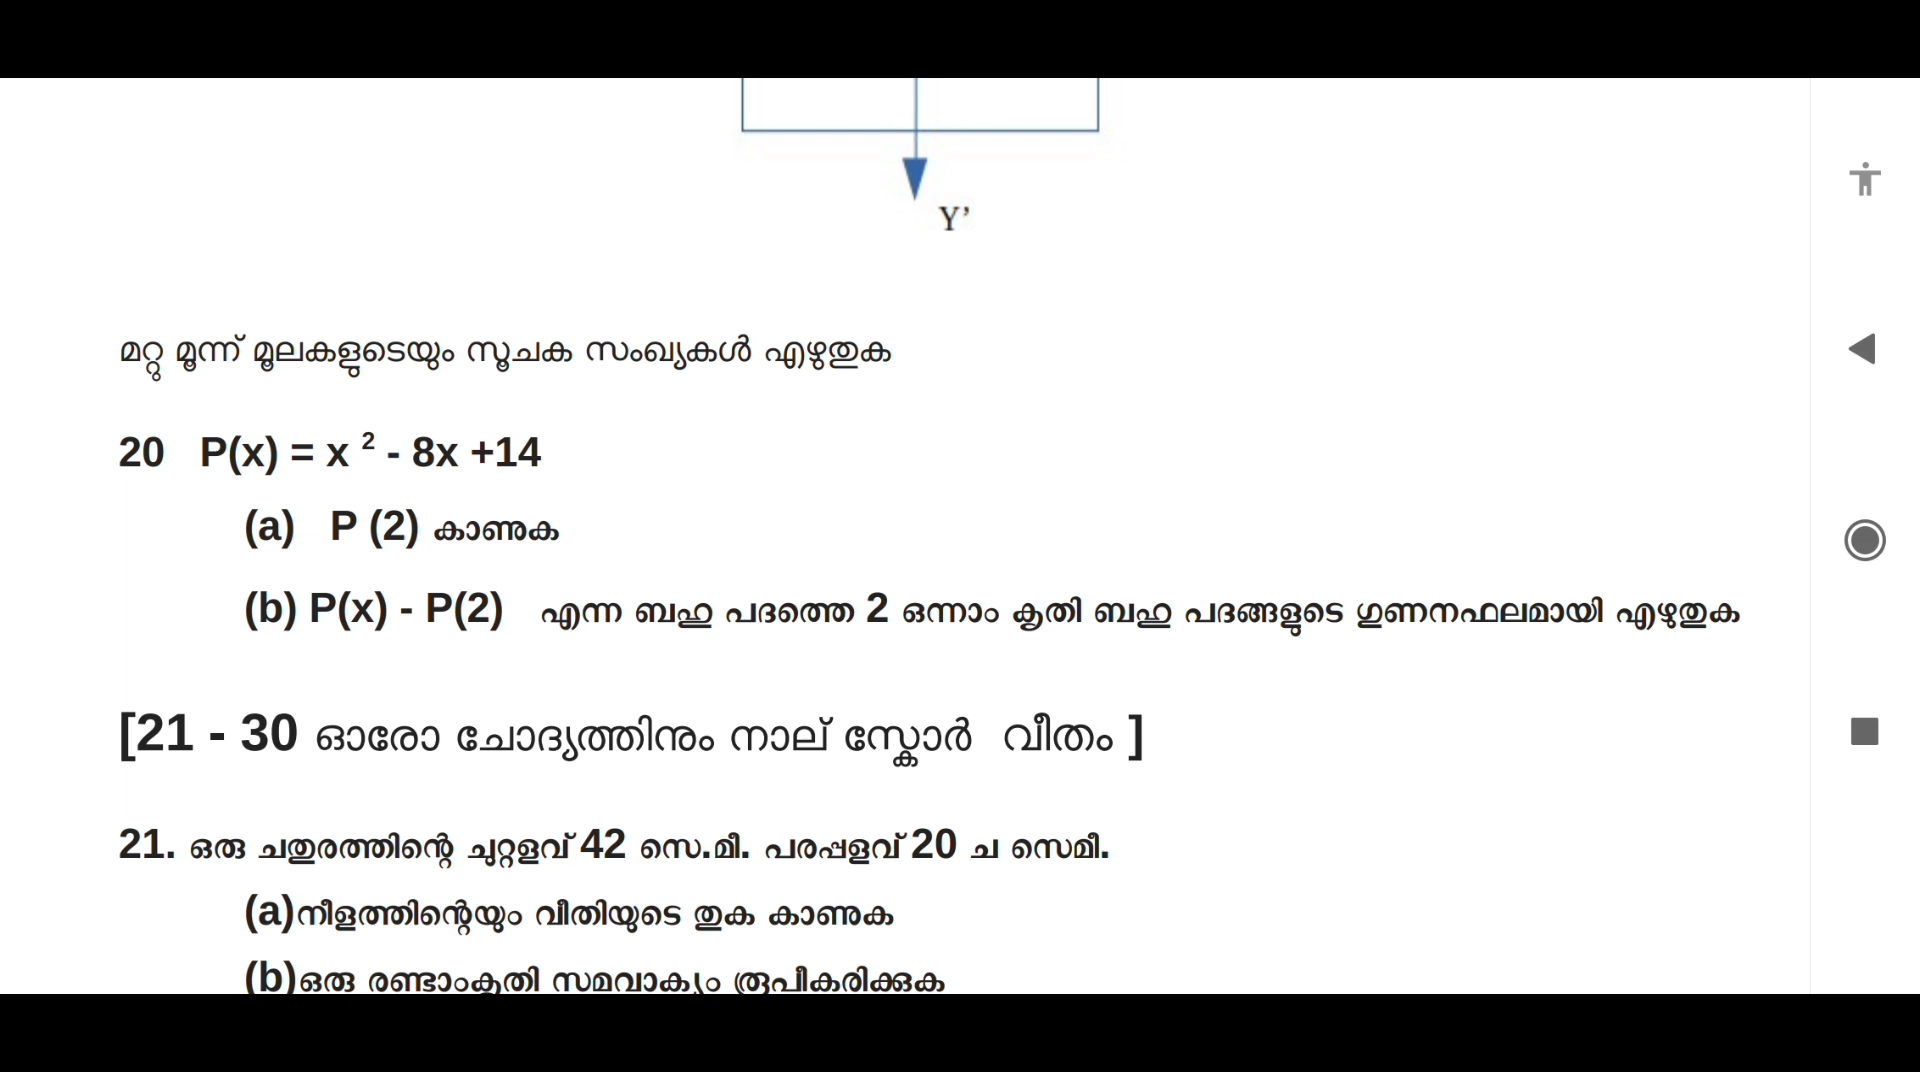 Y’
മറ്റു മൂന്ന് മൂലകളുടെയും സൂചക സംഖ്യകൾ എഴുതുക
20 P(x) = x ² - 8x +14
(a) P (2) കാണുക
(b) P(x) - P(2) എന്ന ബഹു പദത്തെ 2 ഒന്നാം കൃതി ബഹു പദങ്ങളുടെ ഗുണനഫലമായി എഴുതുക
[21 - 30 ഓരോ ചോദ്യത്തിനും നാല് സ്കോർ വീതം ]
21. ഒരു ചതുരത്തിന്റെ ചുറ്റളവ് 42 സെ.മീ. പരപ്പളവ് 20 ച സെമീ.
(a)നീളത്തിന്റെയും വീതിയുടെ തുക കാണുക
(b)ഒരു രണ്ടാംകൃതി സമവാക്യം രൂപീകരിക്കുക